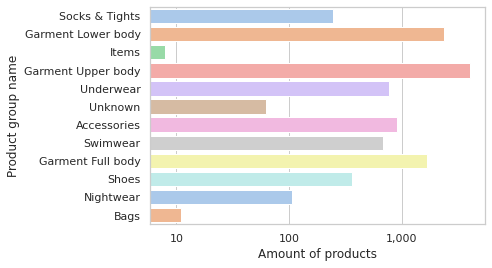 Product group name
Socks & Tights
Garment Lower body
Items
Garment Upper body
Underwear
Unknown
Accessories
Swimwear
Garment Full body
Shoes
Nightwear
Bags
10 100 1,000
Amount of products